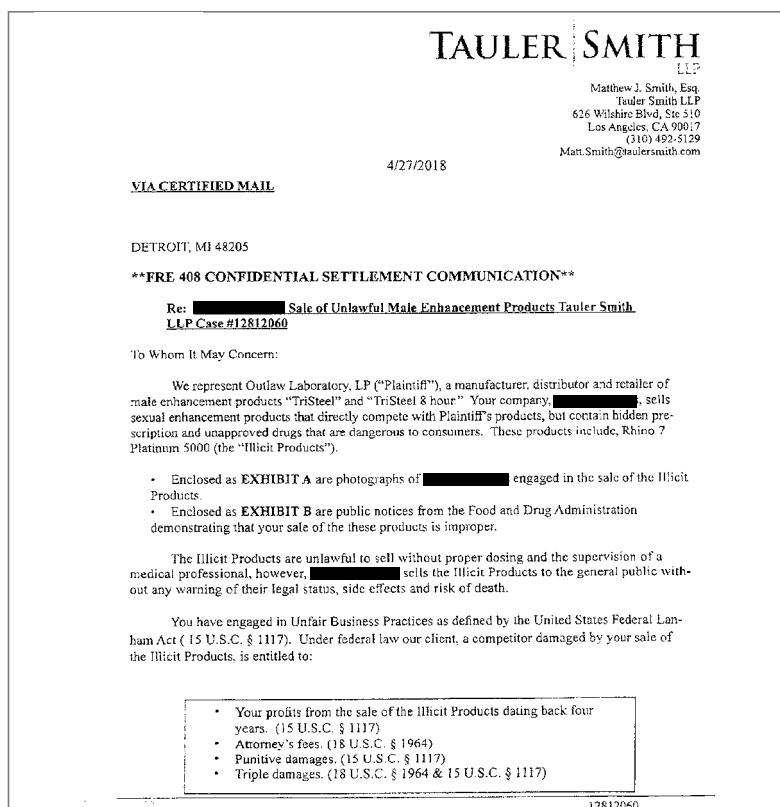 TAULER SMITH
LLP
Matthew J. Smith, Esq.
Tauler Smith LLP
626 Wilshire Blvd, Ste 510
Los Angeles, CA 90017
(310) 492-5129
Matt.Smith@taulersmith.com
4/27/2018
VIA CERTIFIED MAIL
DETROIT, MI 48205
**FRE 408 CONFIDENTIAL SETTLEMENT COMMUNICATION**
Re: Sale of Unlawful Male Enhancement Products Tauler Smith
LLP Case #12812060
To Whom It May Concern:
We represent Outlaw Laboratory, LP (“Plaintiff”), a manufacturer, distributor and retailer of
male enhancement products “TriSteel” and “TriSteel 8 hour.” Your company, , sells
sexual enhancement products that directly compete with Plaintiff's products, but contain hidden pre-
scription and unapproved drugs that are dangerous to consumers. These products include, Rhino 7
Platinum 5000 (the “Illicit Products”).
• Enclosed as EXHIBIT A are photographs of engaged in the sale of the Illicit
Products.
• Enclosed as EXHIBIT B are public notices from the Food and Drug Administration
demonstrating that your sale of the these products is improper.
The Illicit Products are unlawful to sell without proper dosing and the supervision of a
medical professional, however, sells the Illicit Products to the general public with-
out any warning of their legal status, side effects and risk of death.
You have engaged in Unfair Business Practices as defined by the United States Federal Lan-
ham Act ( 15 U.S.C. § 1117). Under federal law our client, a competitor damaged by your sale of
the Illicit Products, is entitled to:
• Your profits from the sale of the Illicit Products dating back four
years. (15 U.S.C. § 1117)
• Attorney's fees. (18 U.S.C. § 1964)
• Punitive damages. (15 U.S.C. § 1117)
• Triple damages. (18 U.S.C. § 1964 & 15 U.S.C. § 1117)
12812060